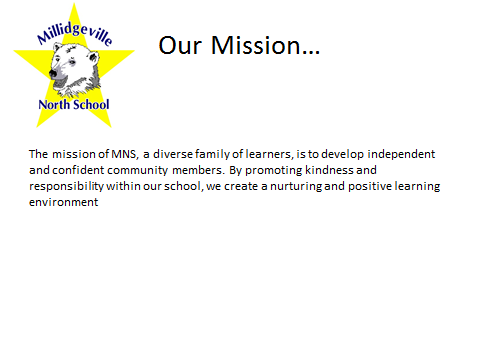 Millidgeville
North School
Our Mission...
The mission of MNS, a diverse family of learners, is to develop independent
and confident community members. By promoting kindness and
responsibility within our school, we create a nurturing and positive learning
environment